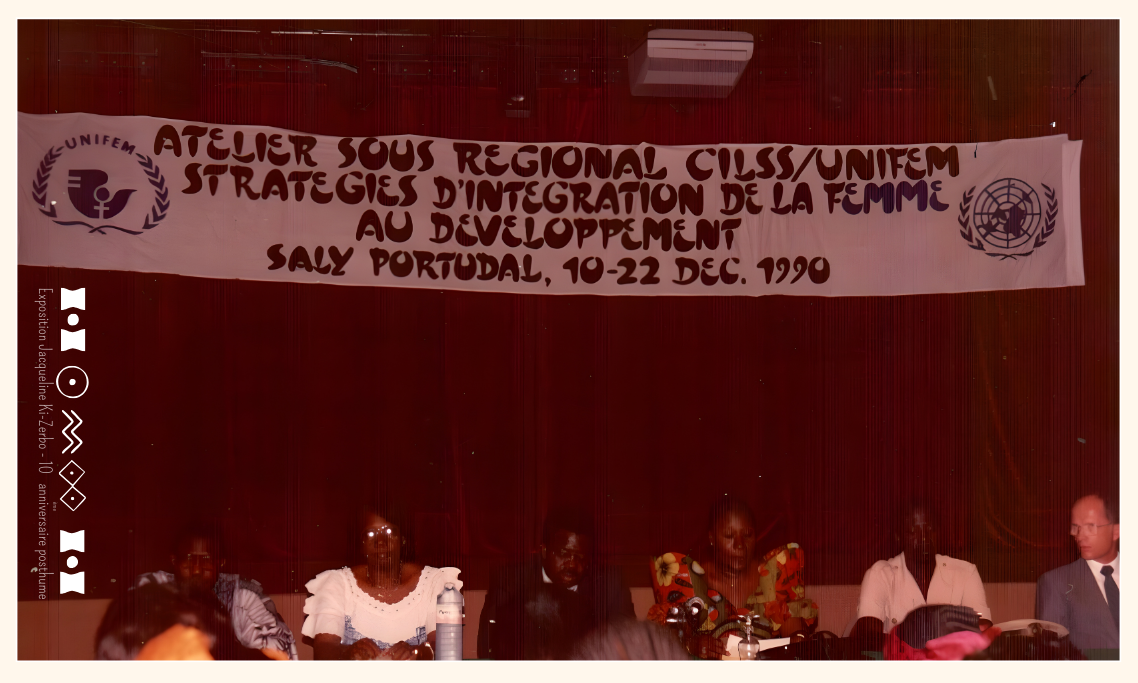 UNIFEM
ATELIER SOUS REGIONAL CILSS/UNIFEM
STRATEGIES D'INTEGRATION DE LA FEMME
AU DEVELOPPEMENT
SALY PORTUDAL, 10-22 DEC. 1990
Exposition Jacqueline Ki-Zerbo - 10 ème anniversaire posthume